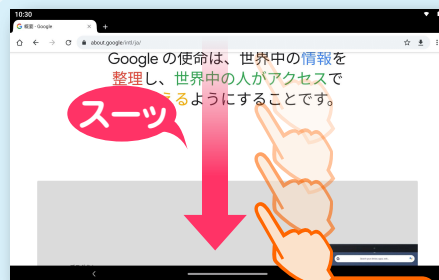 10:30
概要 - Google
about.google/intl/ja/
Google の使命は、世界中の情報を
整理し、世界中の人がアクセスで
えるようにすることです。
スーッ